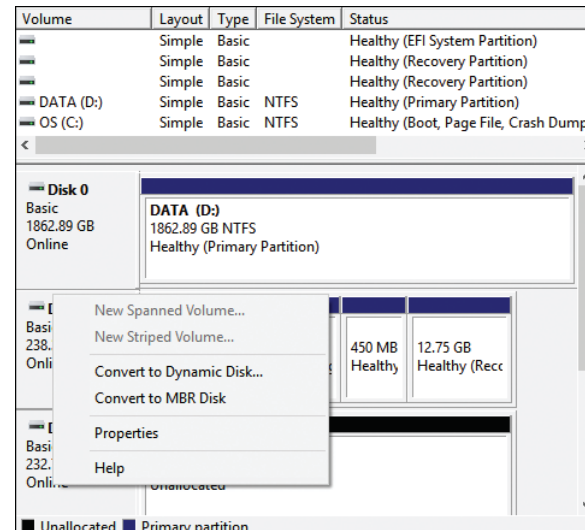 Volume Layout Type File System Status
Simple Basic Healthy (EFI System Partition)
Simple Basic Healthy (Recovery Partition)
Simple Basic Healthy (Recovery Partition)
DATA (D:) Simple Basic NTFS Healthy (Primary Partition)
OS (C:) Simple Basic NTFS Healthy (Boot, Page File, Crash Dump
Disk 0
Basic
1862.89 GB
Online
DATA (D:)
1862.89 GB NTFS
Healthy (Primary Partition)
D
Basi
238.
Onli
New Spanned Volume...
New Striped Volume...
Convert to Dynamic Disk...
Convert to MBR Disk
Properties
Help
450 MB
Healthy
12.75 GB
Healthy (Recc
Basi
232.
Unallocated
Unallocated Primary partition